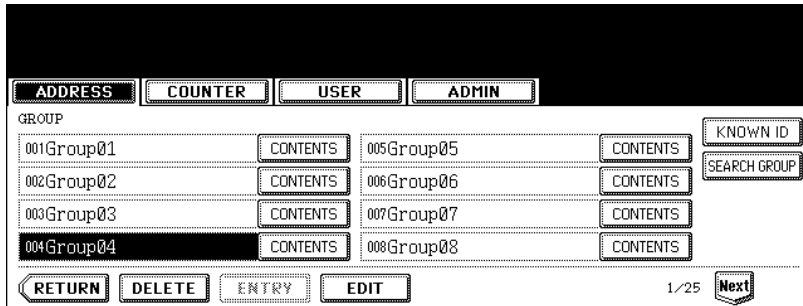 ADDRESS COUNTER USER ADMIN
GROUP
KNOWN ID
001Group01 CONTENTS 005Group05 CONTENTS
SEARCH GROUP
002Group02 CONTENTS 006Group06 CONTENTS
003Group03 CONTENTS 007Group07 CONTENTS
004Group04 CONTENTS 008Group08 CONTENTS
RETURN DELETE ENTRY EDIT 1/25 Next